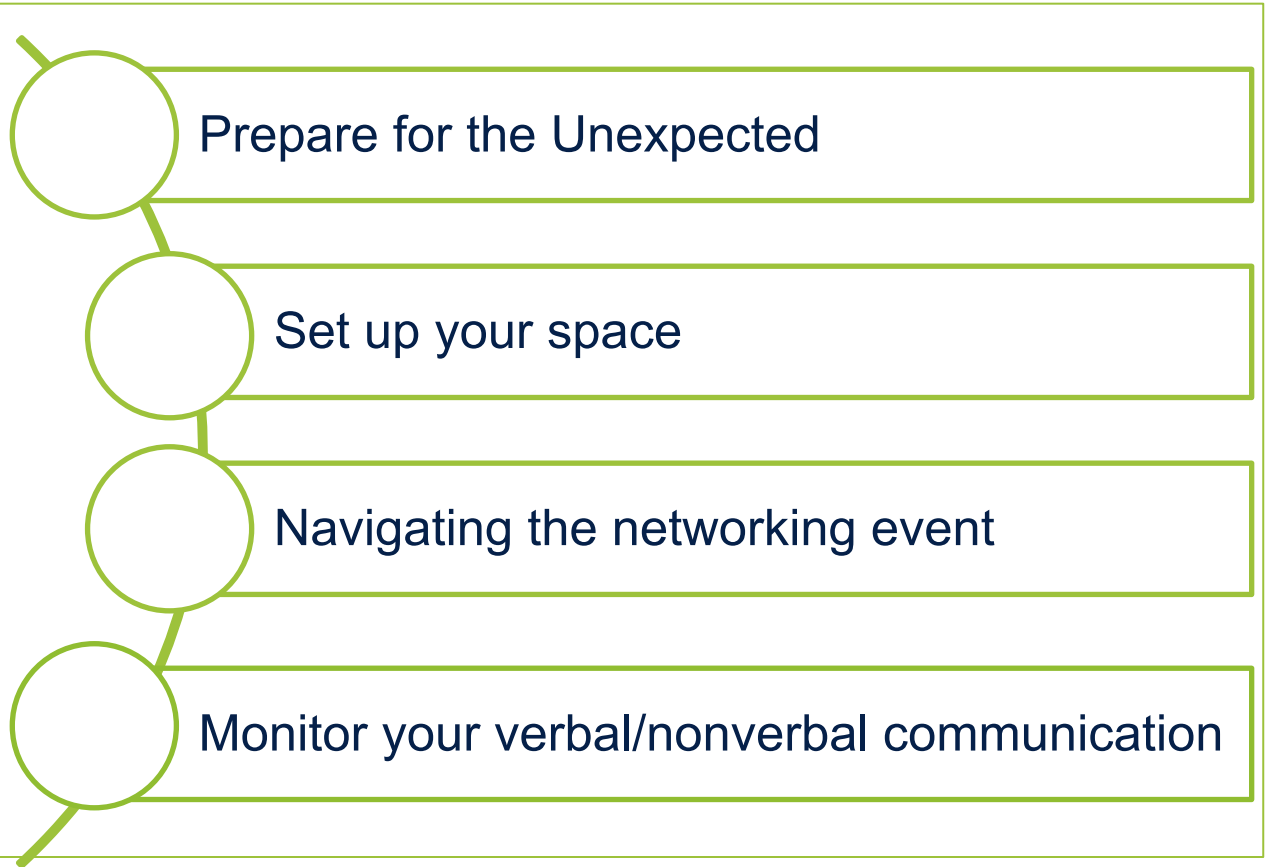 Prepare for the Unexpected
Set up your space
Navigating the networking event
Monitor your verbal/nonverbal communication